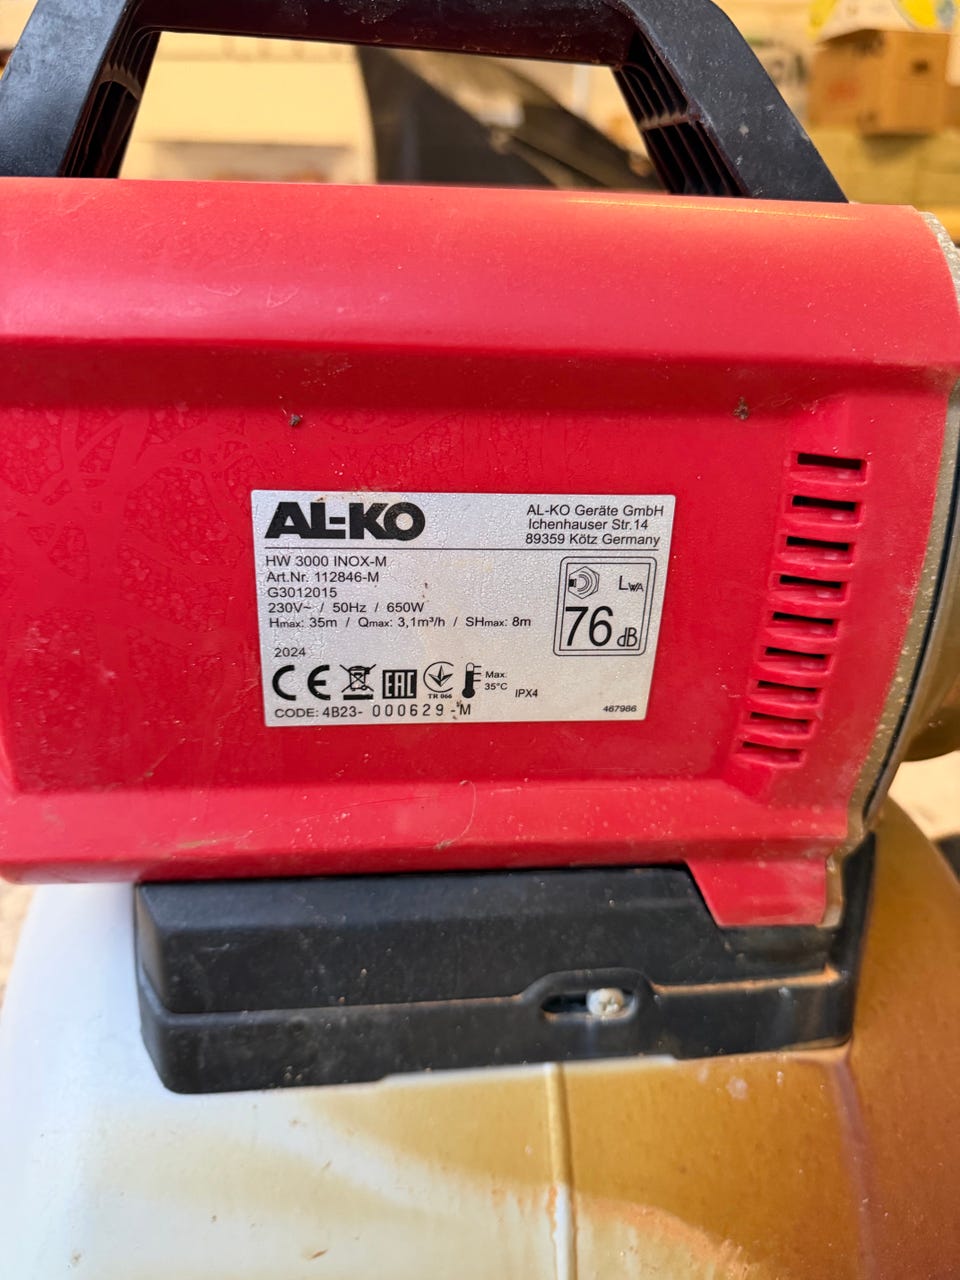 AL-KO
AL-KO Geräte GmbH
Ichenhauser Str.14
89359 Kötz Germany
HW 3000 INOX-M
Art.Nr. 112846-M
G3012015
230V~ / 50Hz / 650W
Hmax: 35m / Qmax: 3,1m³/h / SHmax: 8m
LWA
76 dB
2024
CE
EAC
TR 066
Max.
35°C
IPX4
CODE: 4B23- 000629 -M
467986